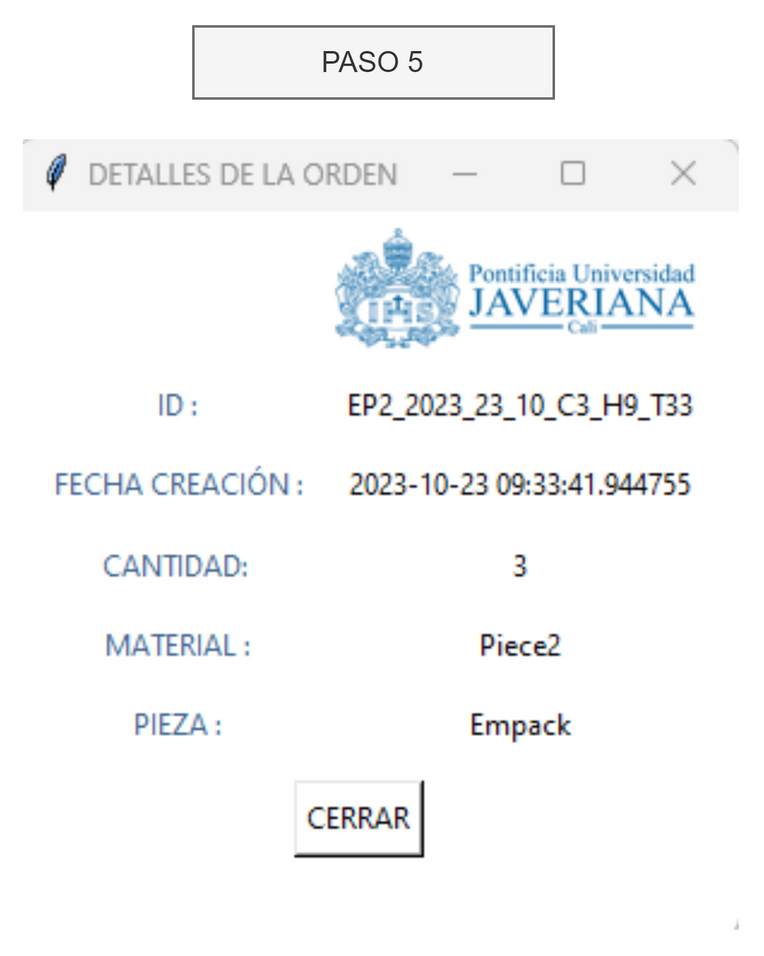 PASO 5
DETALLES DE LA ORDEN
Pontificia Universidad
JAVERIANA
Cali
IHS
ID : EP2_2023_23_10_C3_H9_T33
FECHA CREACIÓN : 2023-10-23 09:33:41.944755
CANTIDAD: 3
MATERIAL : Piece2
PIEZA : Empack
CERRAR